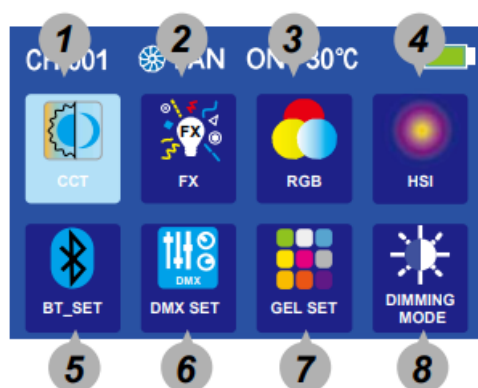 1 2 3 4
CH 001 FAN ON 30℃
FX
CCT FX RGB HSI
DMX
BT_SET DMX SET GEL SET DIMMING MODE
5 6 7 8